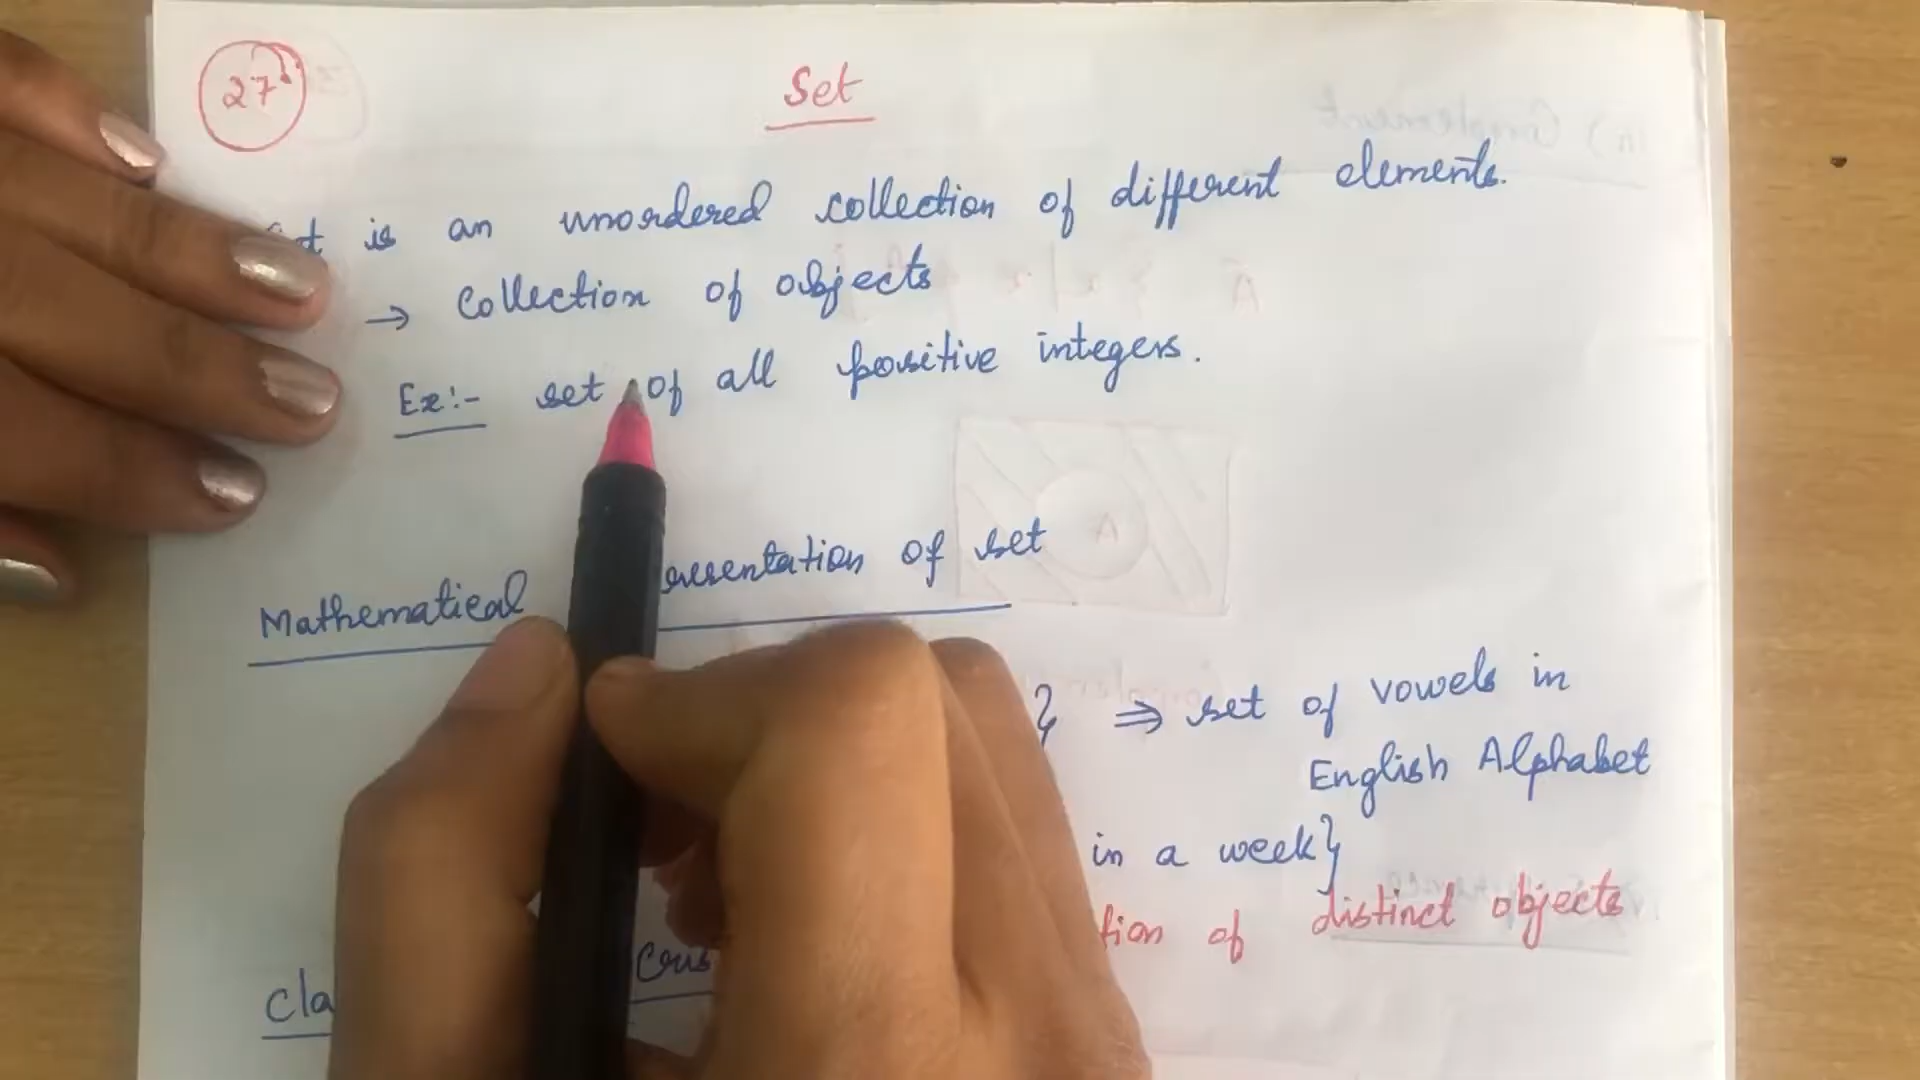 27
Set
is an unordered collection of different elements.
→ Collection of objects
Ex:- set of all positive integers.
Mathematical of set
} ⇒ set of vowels in
English Alphabet
in a week}
of distinct objects